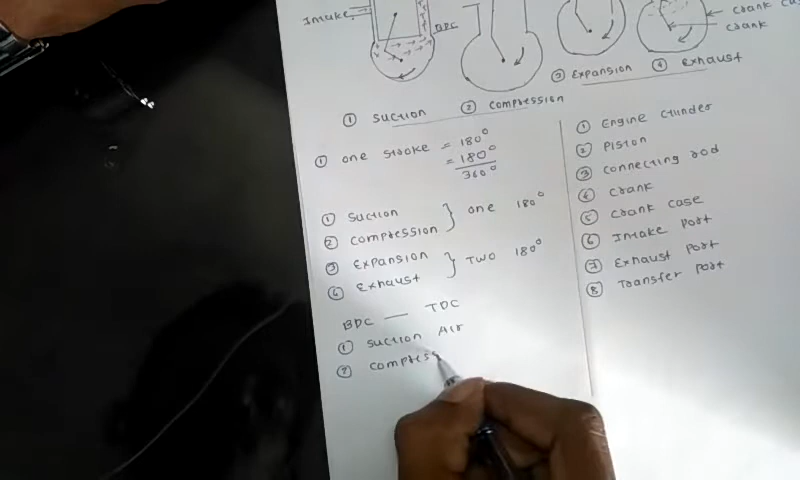 Intake
BDC
crank cas
crank
① suction ② compression ③ Expansion ④ Exhaust
① one stroke = 180°
= 180°
360°
① suction
② compression } one 180°
③ Expansion
④ Exhaust } Two 180°
BDC — TDC
① suction Air
② compress
① Engine cylinder
② Piston
③ connecting rod
④ crank
⑤ crank case
⑥ Intake port
⑦ Exhaust port
⑧ Transfer port